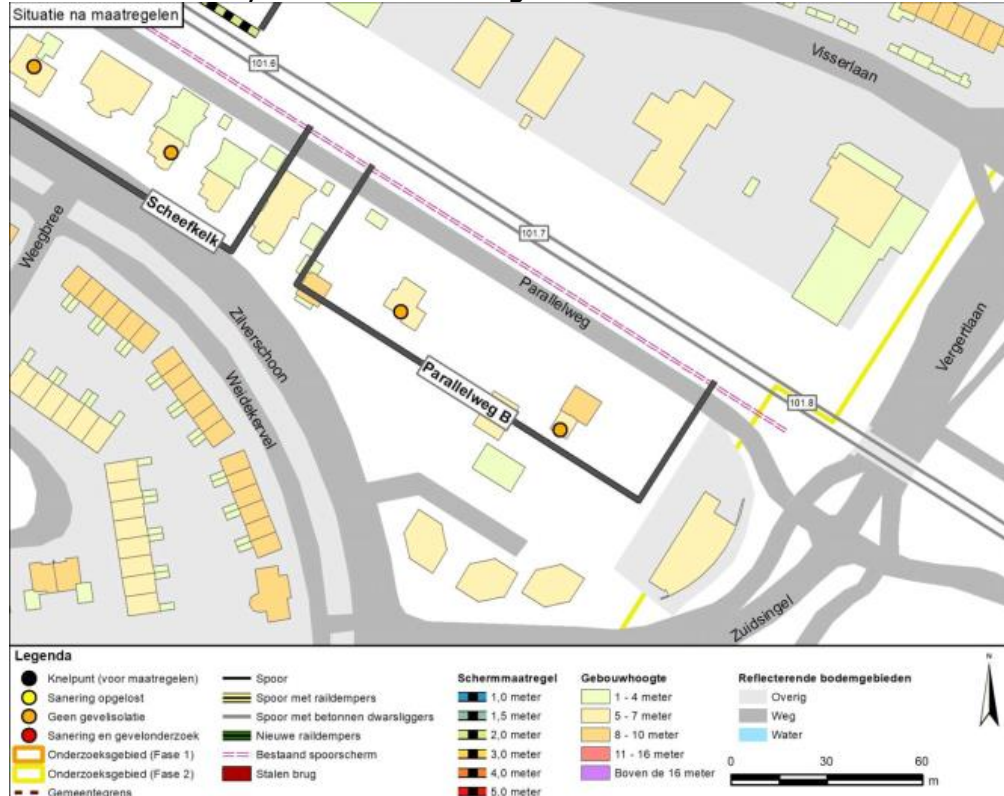 Situatie na maatregelen
101.6
Visserlaan
Scheefkelk
Weegbree
101.7
Parallelweg
Vergertlaan
Zilverschoon
Weidekervel
Parallelweg B
101.8
Zuidsingel
Legenda
Knelpunt (voor maatregelen)
Sanering opgelost
Geen gevelisolatie
Sanering en gevelonderzoek
Onderzoeksgebied (Fase 1)
Onderzoeksgebied (Fase 2)
Gemeentegrens
Spoor
Spoor met raildempers
Spoor met betonnen dwarsliggers
Nieuwe raildempers
Bestaand spoorscherm
Stalen brug
Schermmaatregel
1,0 meter
1,5 meter
2,0 meter
3,0 meter
4,0 meter
5,0 meter
Gebouwhoogte
1 - 4 meter
5 - 7 meter
8 - 10 meter
11 - 16 meter
Boven de 16 meter
Reflecterende bodemgebieden
Overig
Weg
Water
N
0 30 60
m